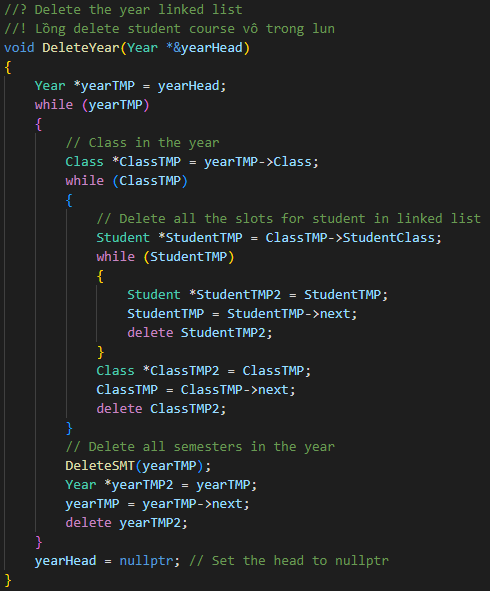 //? Delete the year linked list
//! Lồng delete student course vô trong lun
void DeleteYear(Year *&yearHead)
{
    Year *yearTMP = yearHead;
    while (yearTMP)
    {
        // Class in the year
        Class *ClassTMP = yearTMP->Class;
        while (ClassTMP)
        {
            // Delete all the slots for student in linked list
            Student *StudentTMP = ClassTMP->StudentClass;
            while (StudentTMP)
            {
                Student *StudentTMP2 = StudentTMP;
                StudentTMP = StudentTMP->next;
                delete StudentTMP2;
            }
            Class *ClassTMP2 = ClassTMP;
            ClassTMP = ClassTMP->next;
            delete ClassTMP2;
        }
        // Delete all semesters in the year
        DeleteSMT(yearTMP);
        Year *yearTMP2 = yearTMP;
        yearTMP = yearTMP->next;
        delete yearTMP2;
    }
    yearHead = nullptr; // Set the head to nullptr
}